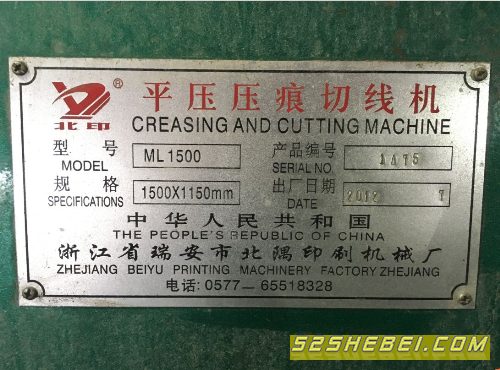 北印
®
平压压痕切线机
CREASING AND CUTTING MACHINE
型 号 ML1500 产品编号 1475
MODEL SERIAL NO
规 格 1500X1150mm 出厂日期 2012 7
SPECIFICATIONS DATE
中华人民共和国
THE PEOPLE'S REPUBLIC OF CHINA
浙江省瑞安市北隅印刷机械厂
ZHEJIANG BEIYU PRINTING MACHINERY FACTORY ZHEJIANG
电话: 0577—65518328
52SHEBEI.COM